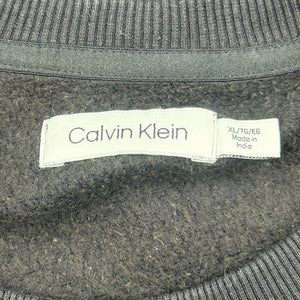 Calvin Klein
XL/TG/EG
Made in
India